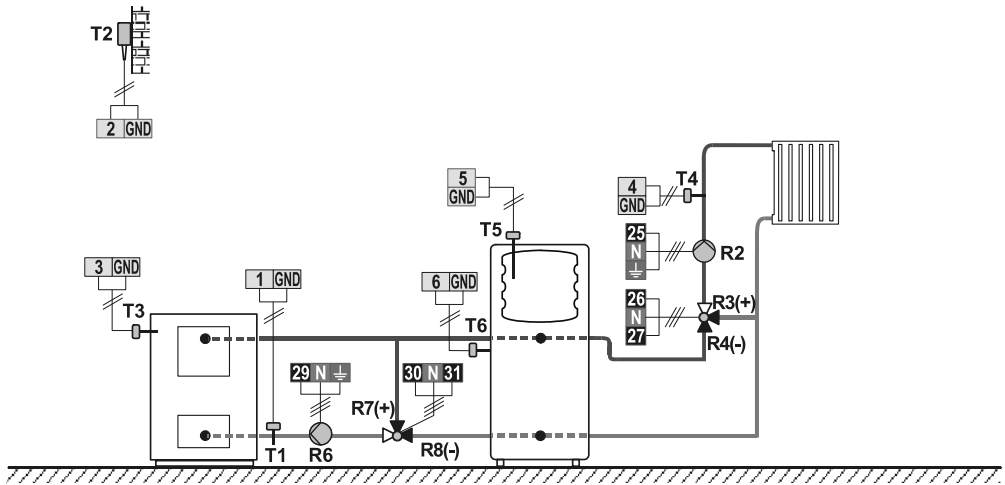 T2
2 GND
5
GND
T5
4
GND
T4
25
N
R2
3 GND
T3
1 GND
6 GND
T6
26
N
27
R3(+)
R4(-)
29 N
30 N 31
R7(+)
R8(-)
T1
R6